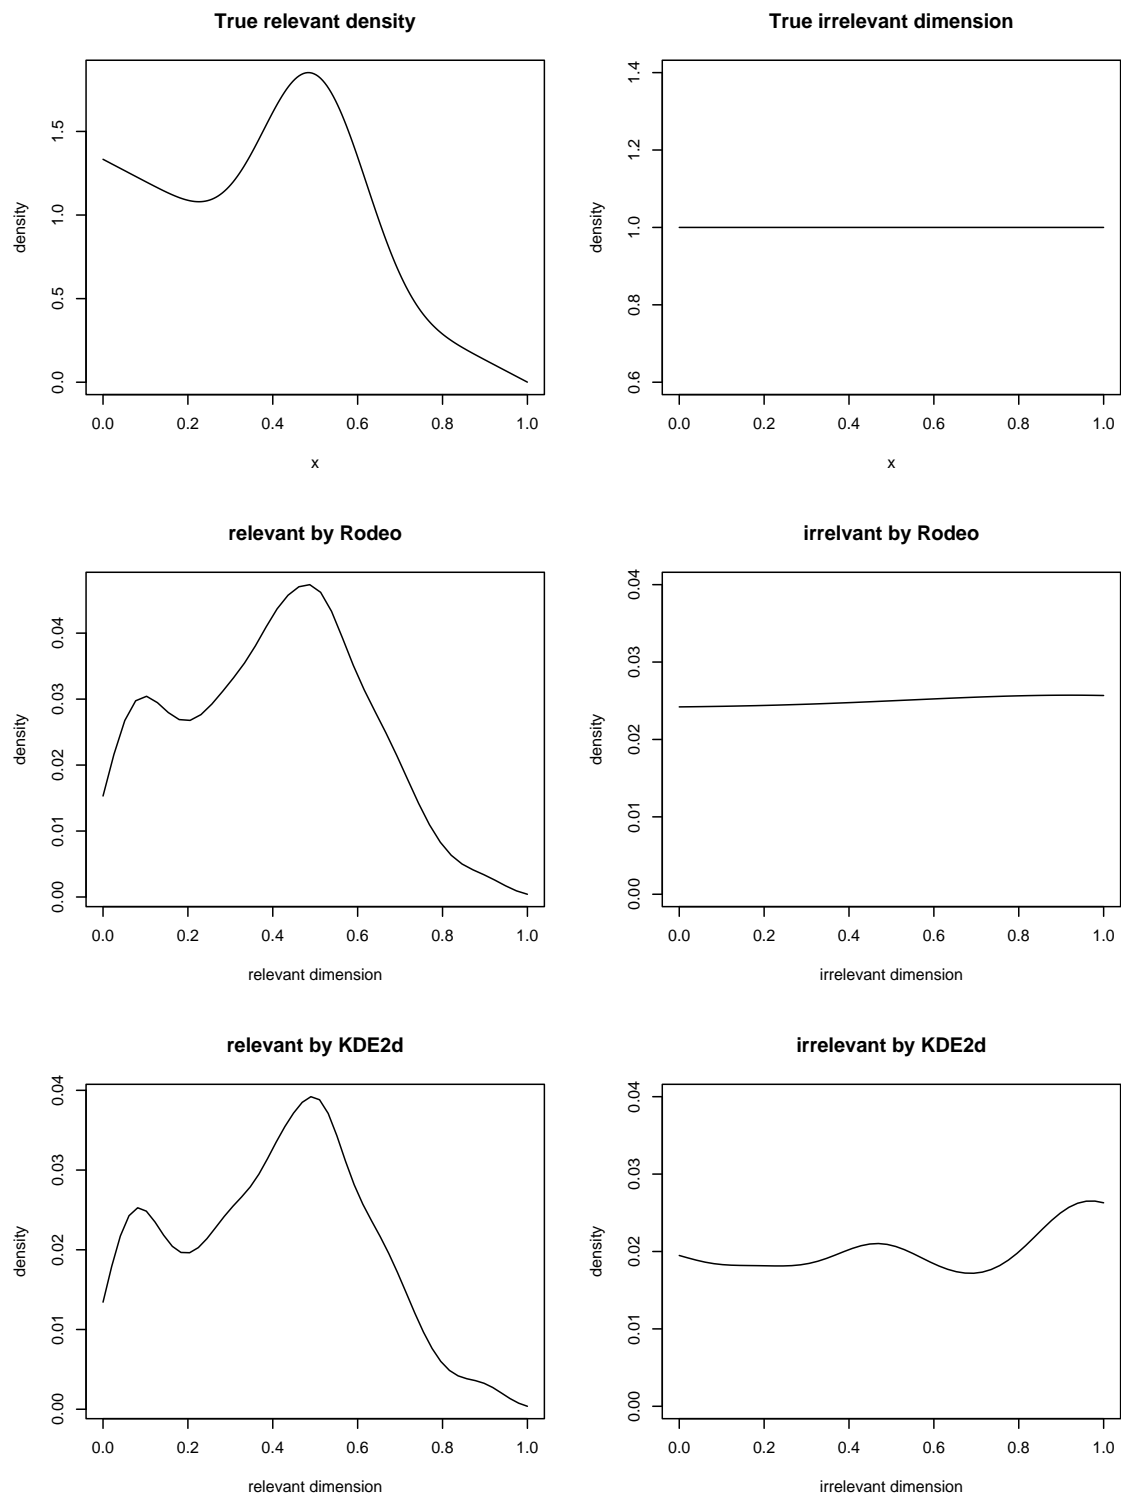 True relevant density
density
0.0 0.5 1.0 1.5
0.0 0.2 0.4 0.6 0.8 1.0
x
True irrelevant dimension
density
0.6 0.8 1.0 1.2 1.4
0.0 0.2 0.4 0.6 0.8 1.0
x
relevant by Rodeo
density
0.00 0.01 0.02 0.03 0.04
0.0 0.2 0.4 0.6 0.8 1.0
relevant dimension
irrelvant by Rodeo
density
0.00 0.01 0.02 0.03 0.04
0.0 0.2 0.4 0.6 0.8 1.0
irrelevant dimension
relevant by KDE2d
density
0.00 0.01 0.02 0.03 0.04
0.0 0.2 0.4 0.6 0.8 1.0
relevant dimension
irrelevant by KDE2d
density
0.00 0.01 0.02 0.03 0.04
0.0 0.2 0.4 0.6 0.8 1.0
irrelevant dimension